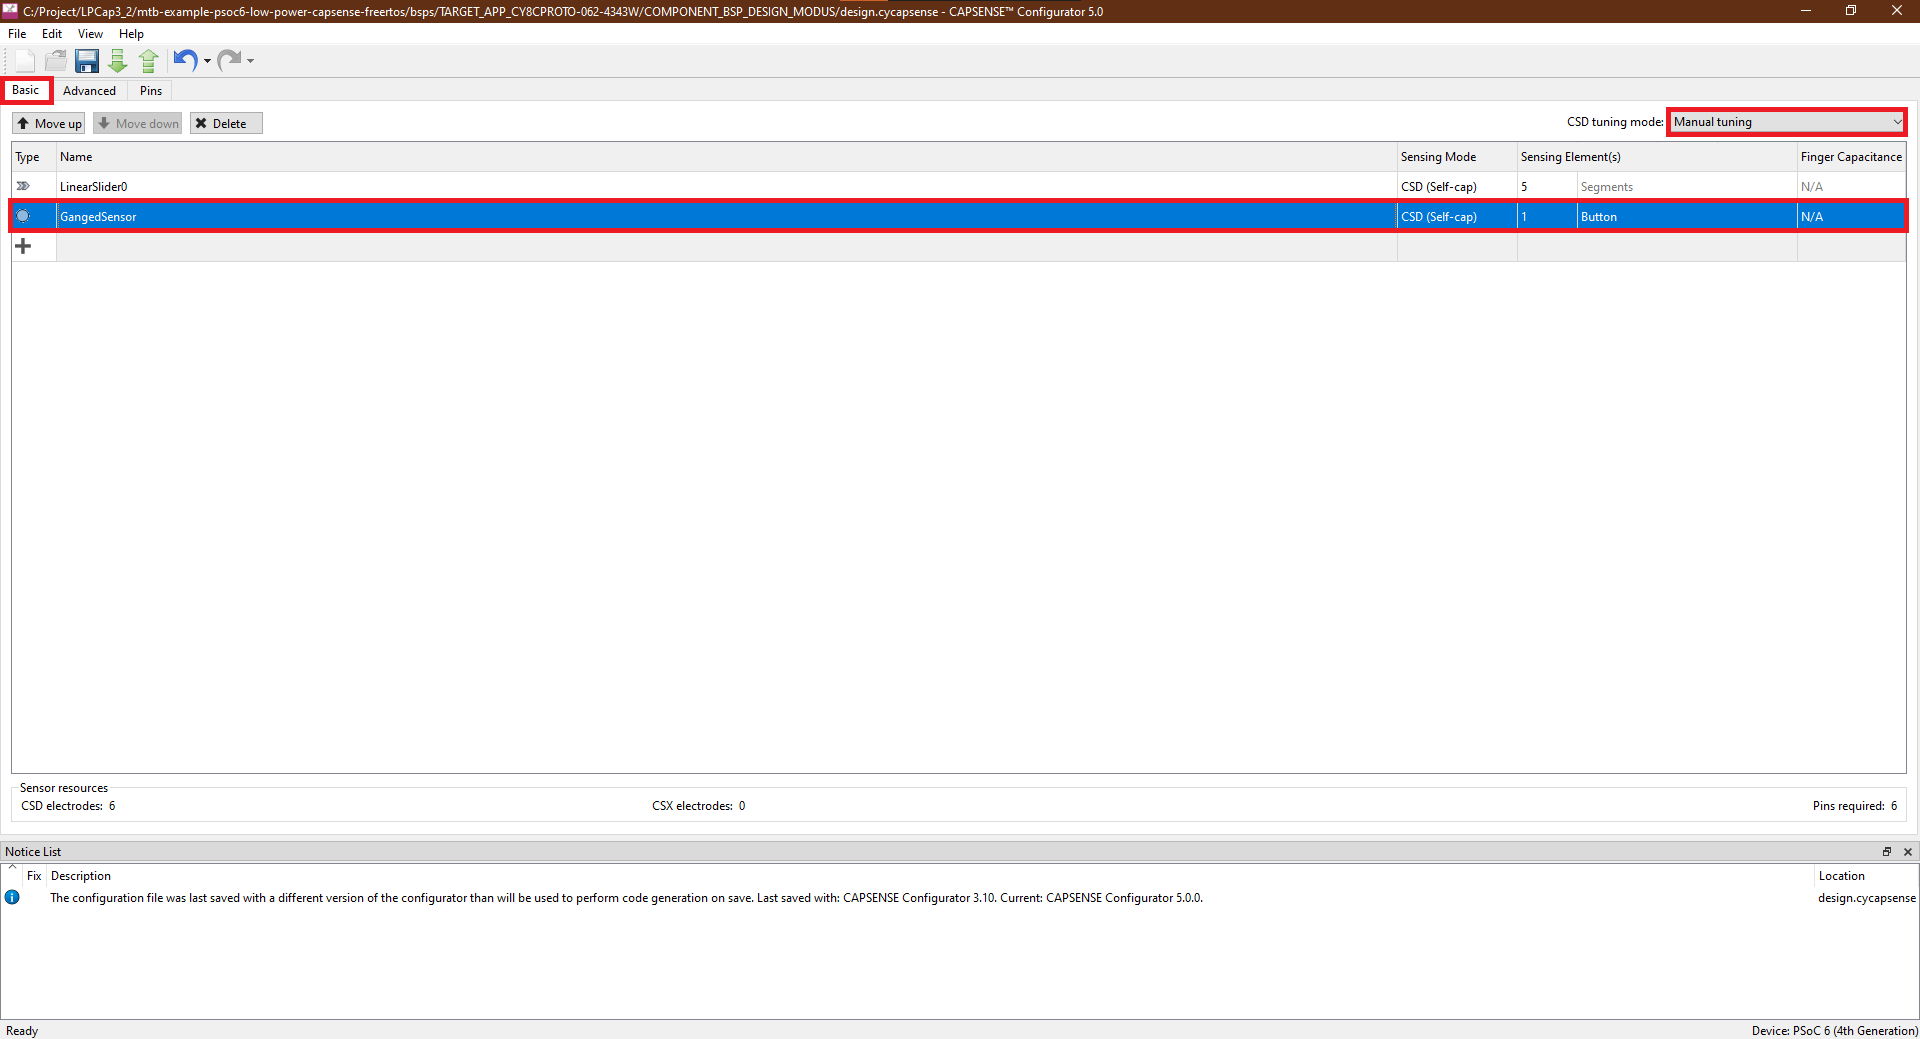 C:/Project/LPCap3_2/mtb-example-psoc6-low-power-capsense-freertos/bsps/TARGET_APP_CY8CPROTO-062-4343W/COMPONENT_BSP_DESIGN_MODUS/design.cycapsense - CAPSENSE™ Configurator 5.0
File Edit View Help
Basic Advanced Pins
Move up Move down Delete CSD tuning mode: Manual tuning
Type Name Sensing Mode Sensing Element(s) Finger Capacitance
LinearSlider0 CSD (Self-cap) 5 Segments N/A
GangedSensor CSD (Self-cap) 1 Button N/A
Sensor resources
CSD electrodes: 6 CSX electrodes: 0 Pins required: 6
Notice List
Fix Description Location
The configuration file was last saved with a different version of the configurator than will be used to perform code generation on save. Last saved with: CAPSENSE Configurator 3.10. Current: CAPSENSE Configurator 5.0.0. design.cycapsense
Ready Device: PSoC 6 (4th Generation)